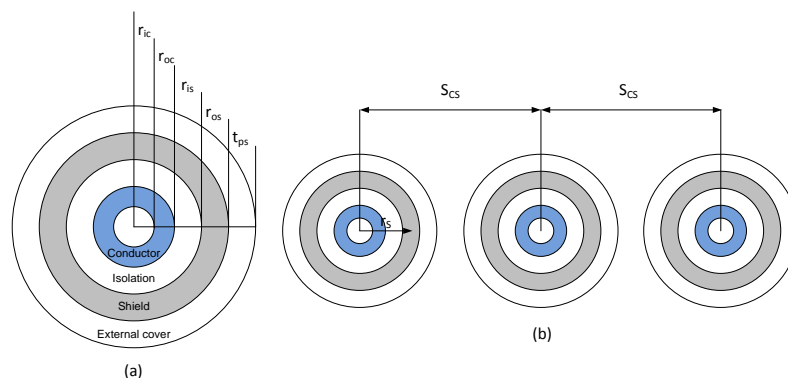 r_ic
r_oc
r_is
r_os
t_ps
Conductor
Isolation
Shield
External cover
(a)
S_CS
S_CS
r_S
(b)